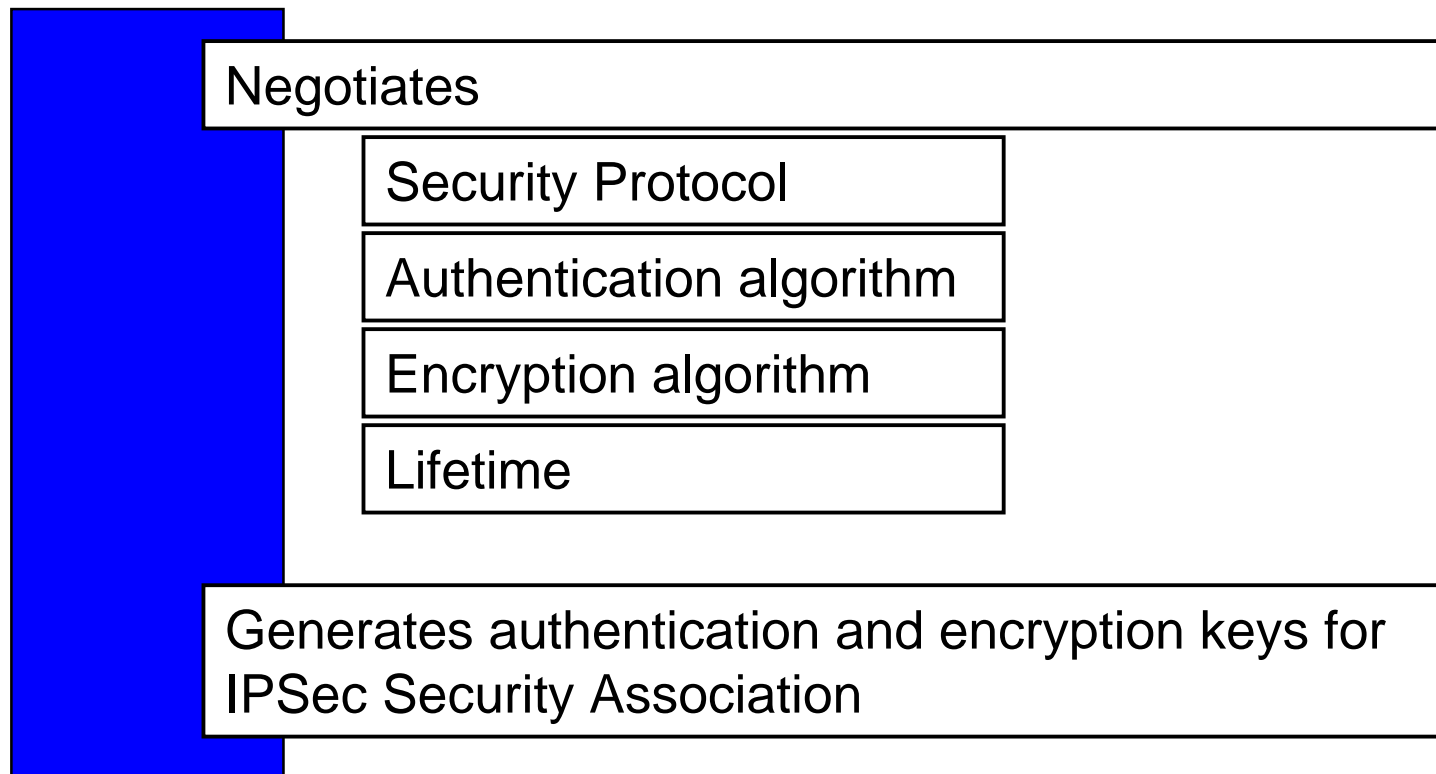 Negotiates
Security Protocol
Authentication algorithm
Encryption algorithm
Lifetime
Generates authentication and encryption keys for
IPSec Security Association